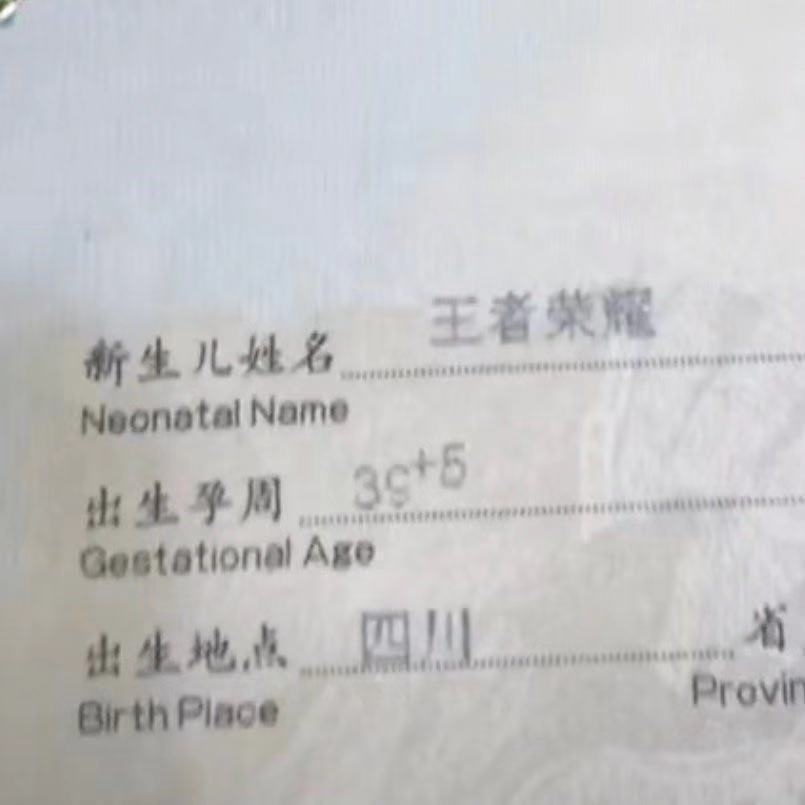 新生儿姓名 王者荣耀
Neonatal Name
出生孕周 39+5
Gestational Age
出生地点 四川 省
Birth Place Provin